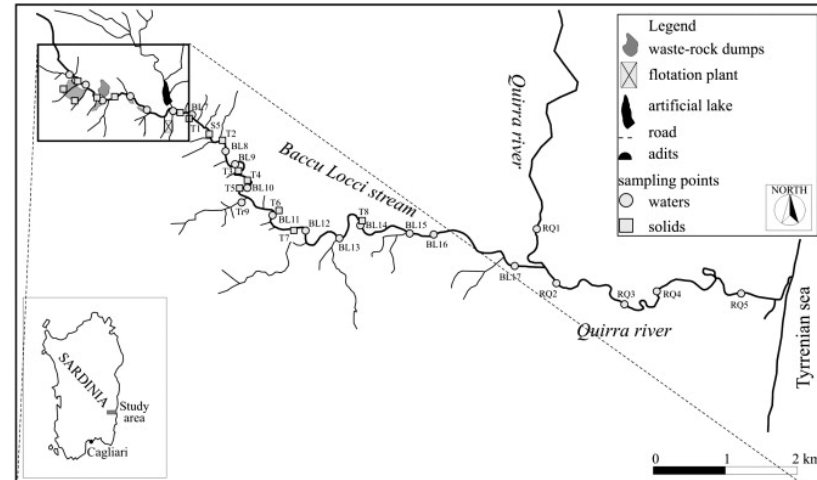 Legend
waste-rock dumps
flotation plant
artificial lake
road
adits
sampling points
waters
solids
NORTH
BL7
T1
S5
T2
BL8
BL9
T3
T4
T5
BL10
Tr9
T6
BL11
T7
BL12
BL13
T8
BL14
BL15
BL16
BL17
Baccu Locci stream
Quirra river
RQ1
RQ2
RQ3
RQ4
RQ5
Quirra river
Tyrrenian sea
SARDINIA
Study
area
Cagliari
0 1 2 km